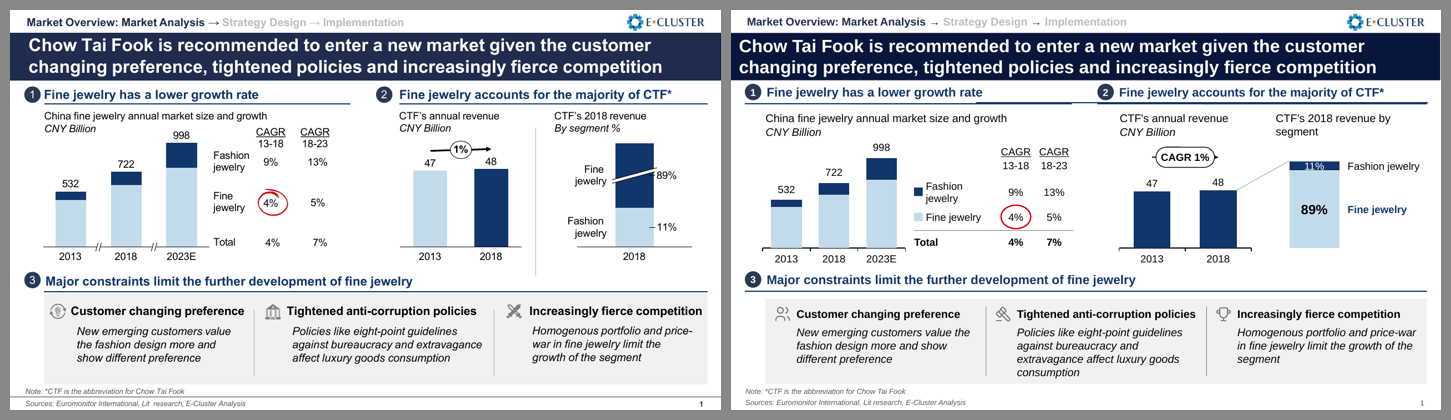 Market Overview: Market Analysis → Strategy Design → Implementation
E•CLUSTER
Chow Tai Fook is recommended to enter a new market given the customer
changing preference, tightened policies and increasingly fierce competition
1 Fine jewelry has a lower growth rate
2 Fine jewelry accounts for the majority of CTF*
China fine jewelry annual market size and growth
CNY Billion
532
722
998
2013
2018
2023E
CAGR CAGR
13-18 18-23
Fashion
jewelry
9% 13%
Fine
jewelry
4% 5%
Total 4% 7%
CTF's annual revenue
CNY Billion
1%
47
48
2013
2018
CTF's 2018 revenue
By segment %
Fine
jewelry
89%
Fashion
jewelry
11%
2018
3 Major constraints limit the further development of fine jewelry
Customer changing preference
New emerging customers value
the fashion design more and
show different preference
Tightened anti-corruption policies
Policies like eight-point guidelines
against bureaucracy and extravagance
affect luxury goods consumption
Increasingly fierce competition
Homogenous portfolio and price-
war in fine jewelry limit the
growth of the segment
Note: *CTF is the abbreviation for Chow Tai Fook
Sources: Euromonitor International, Lit research, E-Cluster Analysis
1
Market Overview: Market Analysis → Strategy Design → Implementation
E•CLUSTER
Chow Tai Fook is recommended to enter a new market given the customer
changing preference, tightened policies and increasingly fierce competition
1 Fine jewelry has a lower growth rate
2 Fine jewelry accounts for the majority of CTF*
China fine jewelry annual market size and growth
CNY Billion
532
722
998
2013
2018
2023E
CAGR CAGR
13-18 18-23
Fashion
jewelry
9% 13%
Fine jewelry 4% 5%
Total 4% 7%
CTF's annual revenue
CNY Billion
CAGR 1%
47
48
2013
2018
CTF's 2018 revenue by
segment
11%
Fashion jewelry
89%
Fine jewelry
3 Major constraints limit the further development of fine jewelry
Customer changing preference
New emerging customers value the
fashion design more and show
different preference
Tightened anti-corruption policies
Policies like eight-point guidelines
against bureaucracy and
extravagance affect luxury goods
consumption
Increasingly fierce competition
Homogenous portfolio and price-war
in fine jewelry limit the growth of the
segment
Note: *CTF is the abbreviation for Chow Tai Fook
Sources: Euromonitor International, Lit research, E-Cluster Analysis
1